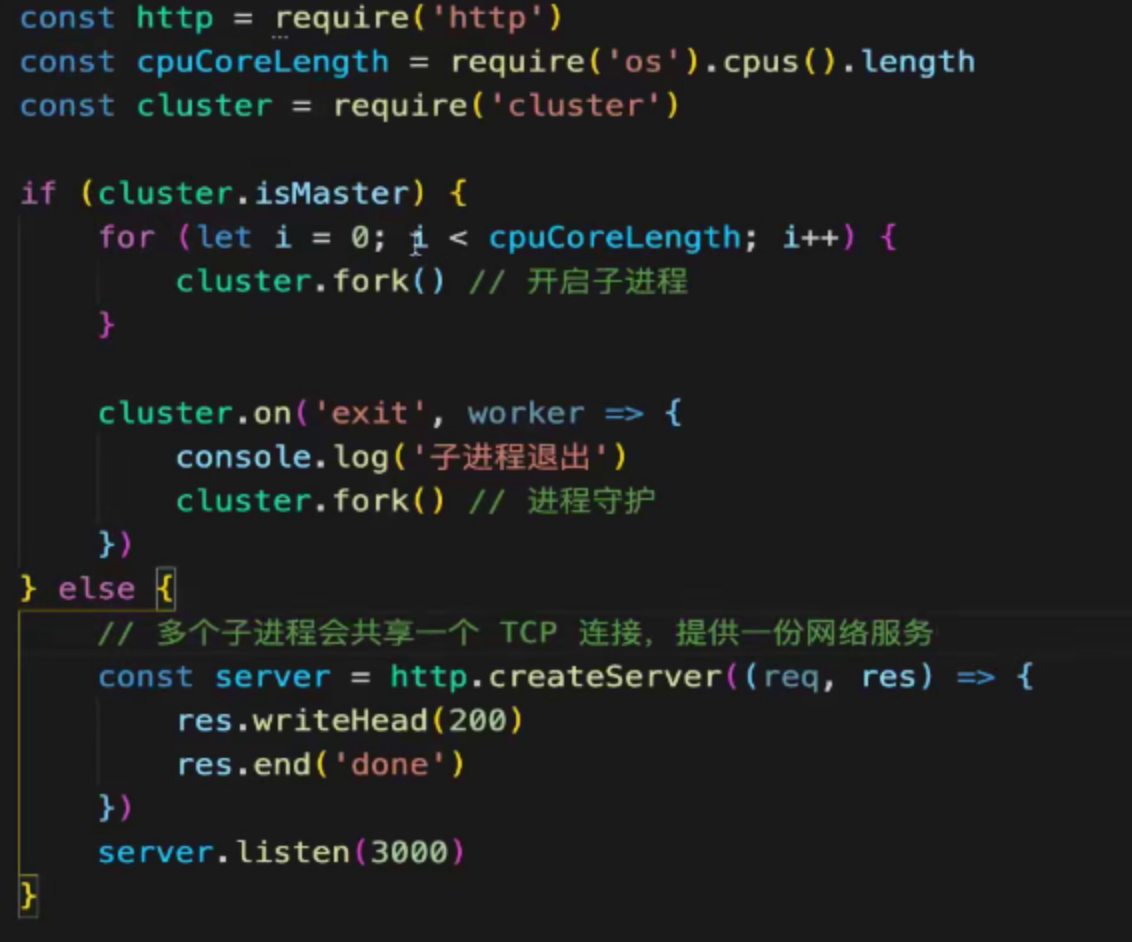 const http = require('http')
const cpuCoreLength = require('os').cpus().length
const cluster = require('cluster')
if (cluster.isMaster) {
for (let i = 0; i < cpuCoreLength; i++) {
cluster.fork() // 开启子进程
}
cluster.on('exit', worker => {
console.log('子进程退出')
cluster.fork() // 进程守护
})
} else {
// 多个子进程会共享一个 TCP 连接，提供一份网络服务
const server = http.createServer((req, res) => {
res.writeHead(200)
res.end('done')
})
server.listen(3000)
}